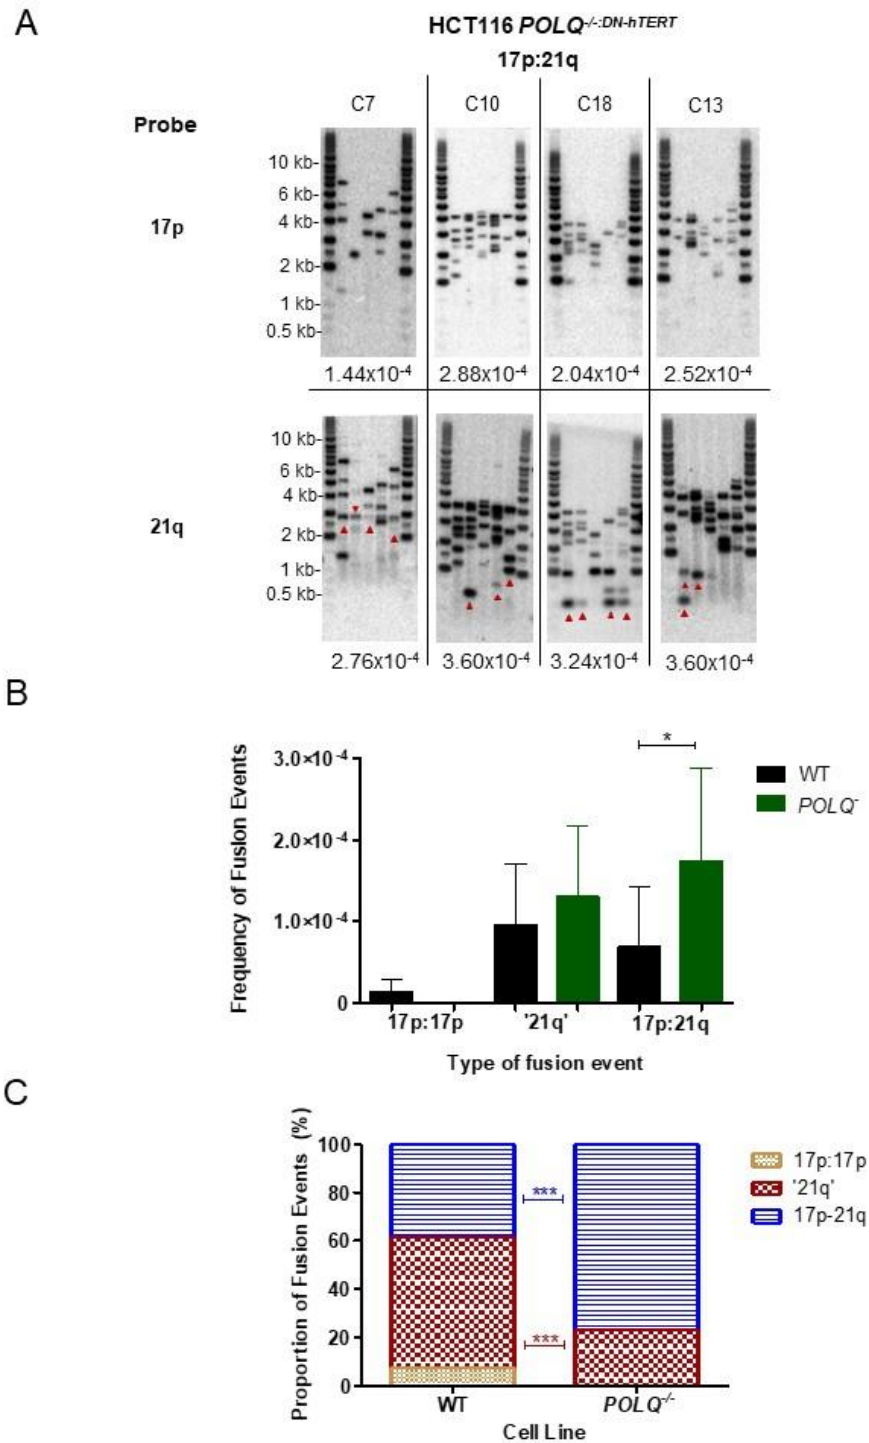 A
HCT116 POLQ-/-:DN-hTERT
17p:21q
C7 C10 C18 C13
Probe
10 kb-
6 kb-
4 kb-
17p
2 kb-
1 kb-
0.5 kb-
1.44x10-4 2.88x10-4 2.04x10-4 2.52x10-4
10 kb-
6 kb-
4 kb-
21q
2 kb-
1 kb-
0.5 kb-
2.76x10-4 3.60x10-4 3.24x10-4 3.60x10-4
B
Frequency of Fusion Events
3.0×10-4
2.0×10-4
1.0×10-4
0
*
WT
POLQ-
17p:17p '21q' 17p:21q
Type of fusion event
C
Proportion of Fusion Events (%)
100
80
60
40
20
0
***
***
17p:17p
'21q'
17p-21q
WT POLQ-/-
Cell Line